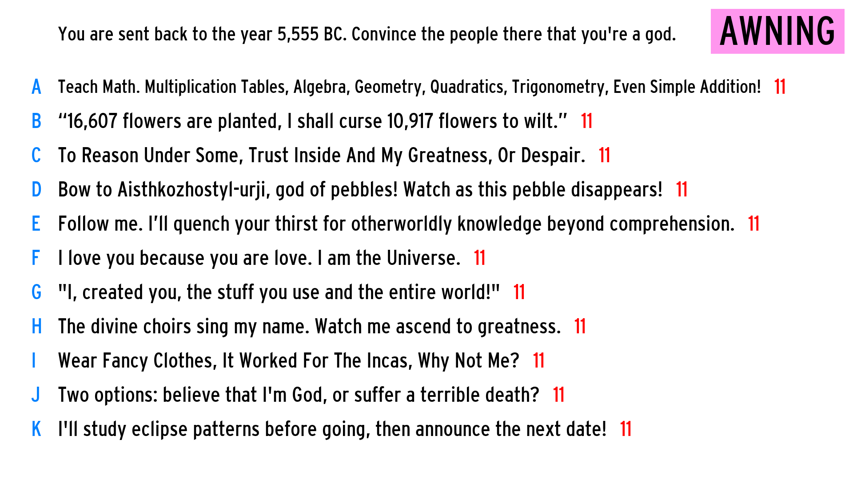 You are sent back to the year 5,555 BC. Convince the people there that you're a god.
AWNING
A Teach Math. Multiplication Tables, Algebra, Geometry, Quadratics, Trigonometry, Even Simple Addition! 11
B “16,607 flowers are planted, I shall curse 10,917 flowers to wilt.” 11
C To Reason Under Some, Trust Inside And My Greatness, Or Despair. 11
D Bow to Aisthkozhostyl-urji, god of pebbles! Watch as this pebble disappears! 11
E Follow me. I’ll quench your thirst for otherworldly knowledge beyond comprehension. 11
F I love you because you are love. I am the Universe. 11
G "I, created you, the stuff you use and the entire world!" 11
H The divine choirs sing my name. Watch me ascend to greatness. 11
I Wear Fancy Clothes, It Worked For The Incas, Why Not Me? 11
J Two options: believe that I'm God, or suffer a terrible death? 11
K I'll study eclipse patterns before going, then announce the next date! 11